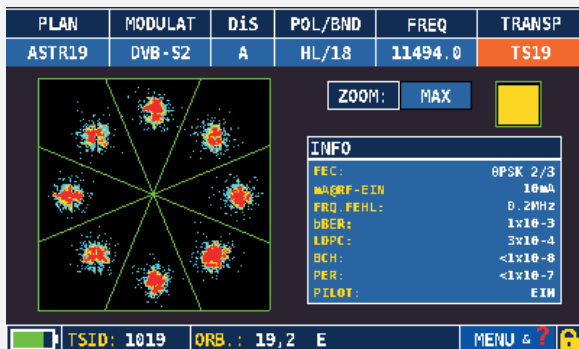 PLAN MODULAT DiS POL/BND FREQ TRANSP
ASTR19 DVB-S2 A HL/18 11494.0 TS19
ZOOM: MAX
INFO
FEC: 8PSK 2/3
mA@RF-EIN 10mA
FRQ.FEHL: 0.2MHz
bBER: 1x10-3
LDPC: 3x10-4
BCH: <1x10-8
PER: <1x10-7
PILOT: EIN
TSID: 1019 ORB.: 19,2 E MENU & ?